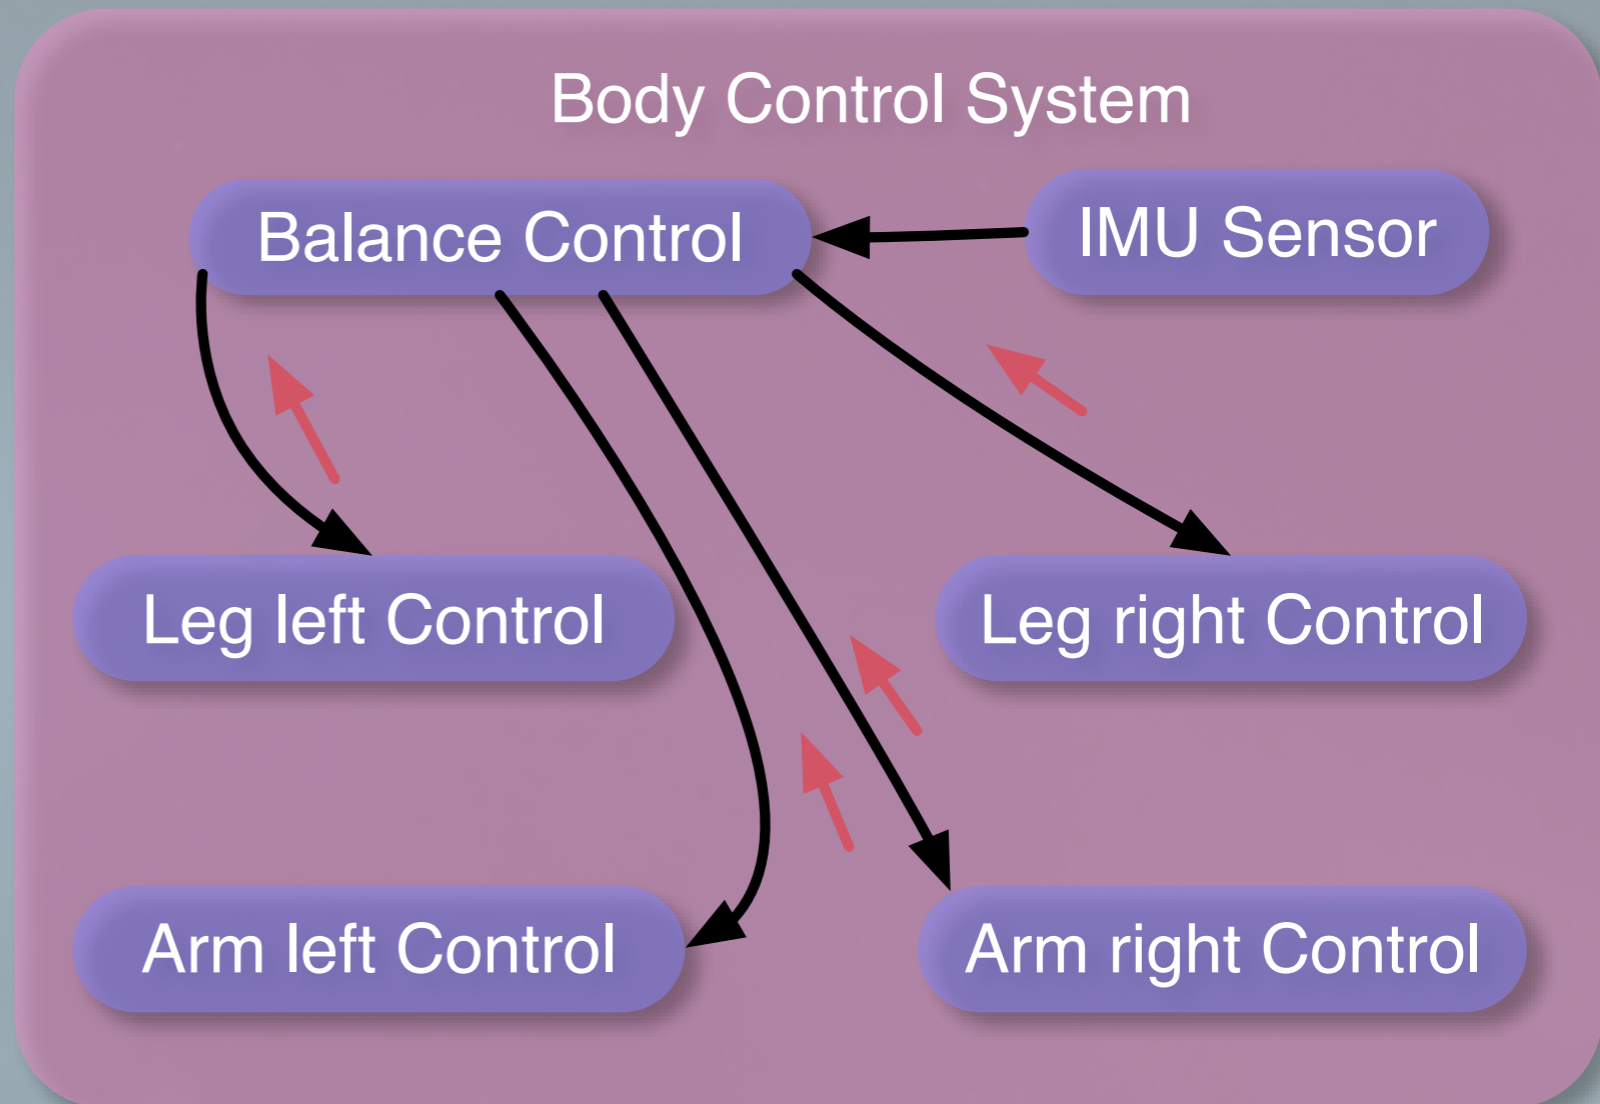 Body Control System
Balance Control
IMU Sensor
Leg left Control
Leg right Control
Arm left Control
Arm right Control